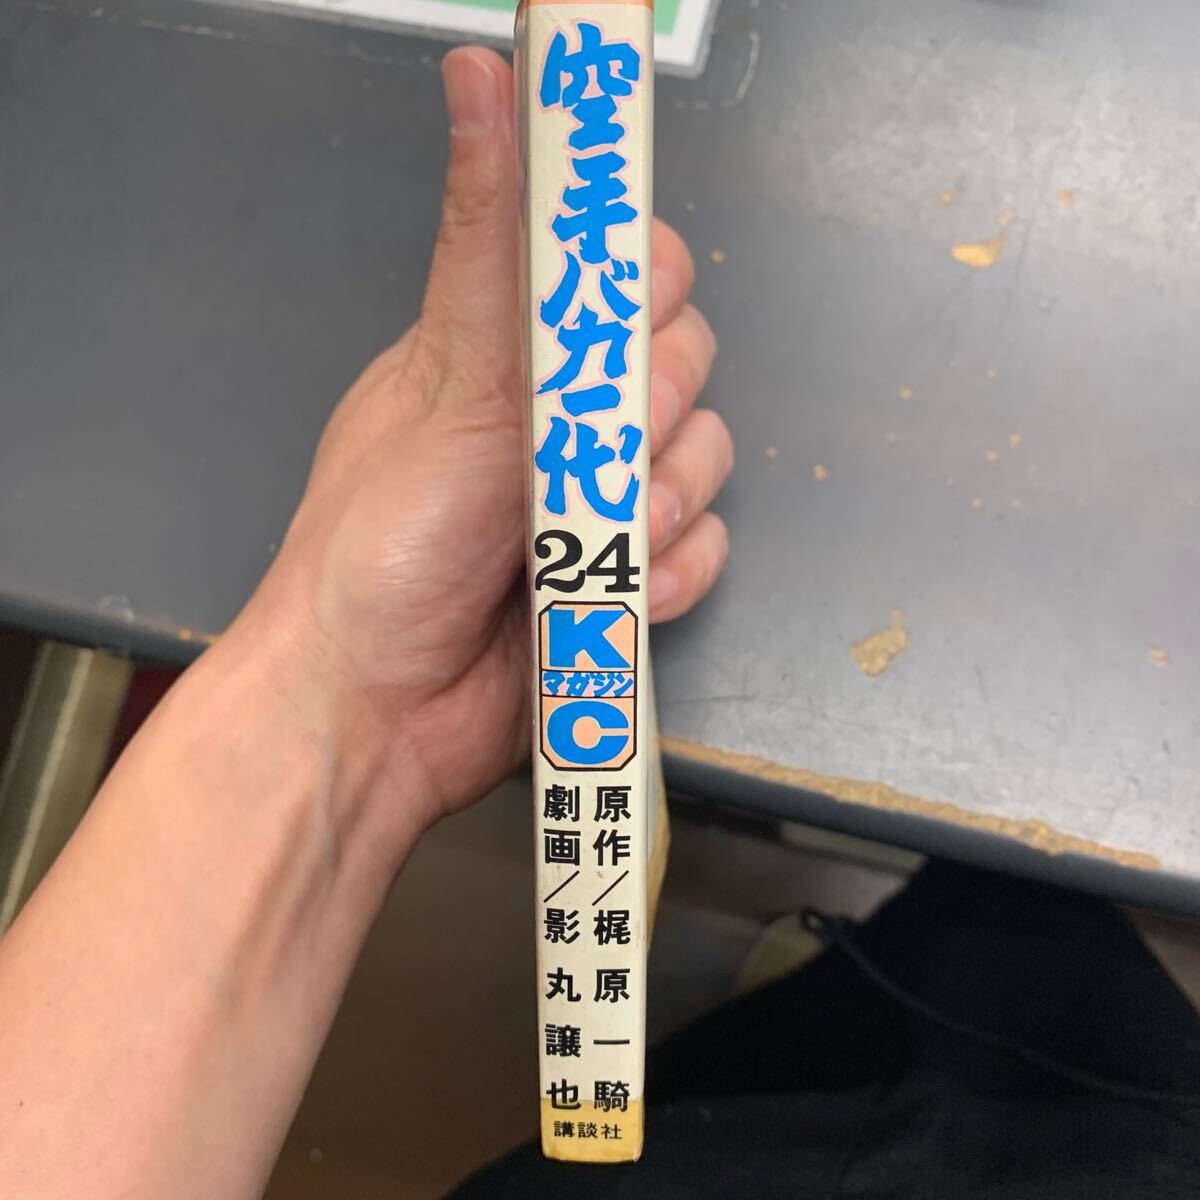 空手バカ一代
24
K
マガジン
C
原作／梶原一騎
劇画／影丸譲也
講談社